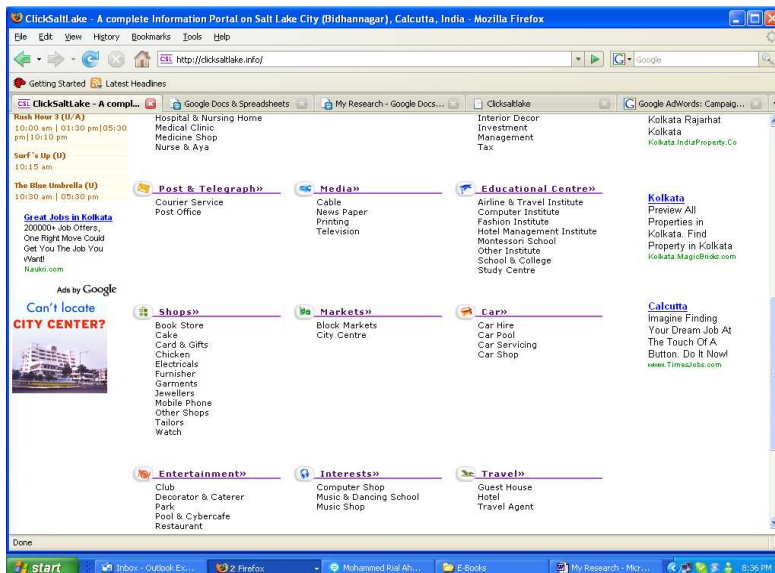 ClickSaltLake - A complete Information Portal on Salt Lake City (Bidhannagar), Calcutta, India - Mozilla Firefox
File Edit View History Bookmarks Tools Help
CSL http://clicksaltlake.info/
G Google
Getting Started Latest Headlines
CSL ClickSaltLake - A compl...
Google Docs & Spreadsheets
My Research - Google Docs...
Clicksaltlake
Google AdWords: Campaig...
Rush Hour 3 (U/A)
10:00 am | 01:30 pm|05:30
pm|10:10 pm
Surf`s Up (U)
10:15 am
The Blue Umbrella (U)
10:30 am | 05:30 pm
Great Jobs in Kolkata
200000+ Job Offers,
One Right Move Could
Get You The Job You
Want!
Naukri.com
Ads by Google
Can't locate
CITY CENTER?
Hospital & Nursing Home
Medical Clinic
Medicine Shop
Nurse & Aya
Interior Decor
Investment
Management
Tax
Post & Telegraph»
Courier Service
Post Office
Media»
Cable
News Paper
Printing
Television
Educational Centre»
Airline & Travel Institute
Computer Institute
Fashion Institute
Hotel Management Institute
Montessori School
Other Institute
School & College
Study Centre
Shops»
Book Store
Cake
Card & Gifts
Chicken
Electricals
Furnisher
Garments
Jewellers
Mobile Phone
Other Shops
Tailors
Watch
Markets»
Block Markets
City Centre
Car»
Car Hire
Car Pool
Car Servicing
Car Shop
Entertainment»
Club
Decorator & Caterer
Park
Pool & Cybercafe
Restaurant
Interests»
Computer Shop
Music & Dancing School
Music Shop
Travel»
Guest House
Hotel
Travel Agent
Kolkata Rajarhat
Kolkata
Kolkata.IndiaProperty.Co
Kolkata
Preview All
Properties in
Kolkata. Find
Property in Kolkata
Kolkata.MagicBricks.com
Calcutta
Imagine Finding
Your Dream Job At
The Touch Of A
Button. Do It Now!
www.TimesJobs.com
Done
start
Inbox - Outlook Ex...
2 Firefox
Mohammed Rial Ah...
E-Books
My Research - Micr...
8:36 PM